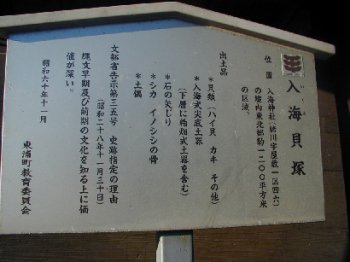 入海貝塚
位置 入海神社(緒川字屋敷一区四六)
の境内東北部約一二〇〇平方米
の区域。
出土品
*貝類(ハイ貝 カキ その他)
*入海式尖底土器
(下層に角畑式土器を含む)
*石の矢じり
*シカ イノシシの骨
*土偶
文部省告示第三五号 史跡指定の理由
(昭和二十八年十一月三十日)
縄文早期及び前期の文化を知る上に価
値が深い。
昭和六十年十一月
東浦町教育委員会